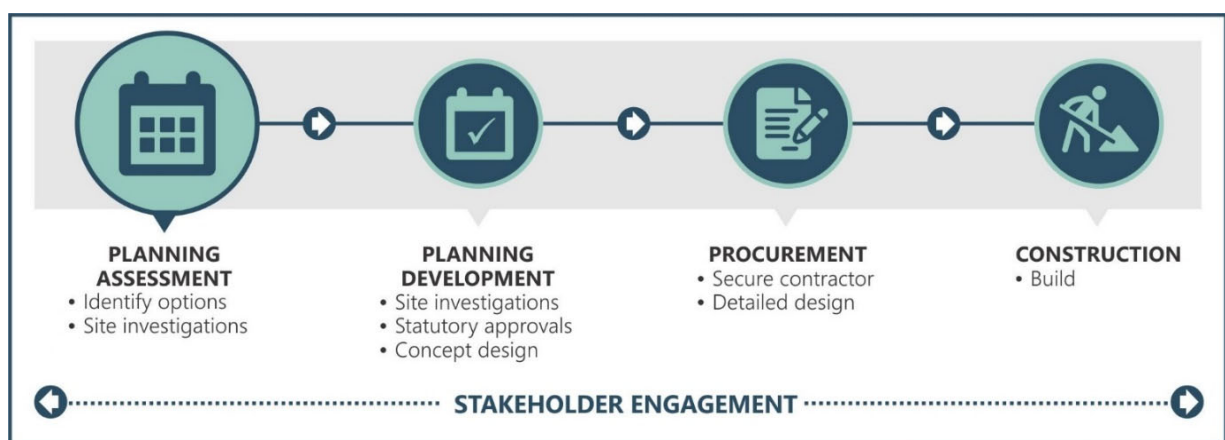 PLANNING
ASSESSMENT
• Identify options
• Site investigations
PLANNING
DEVELOPMENT
• Site investigations
• Statutory approvals
• Concept design
PROCUREMENT
• Secure contractor
• Detailed design
CONSTRUCTION
• Build
STAKEHOLDER ENGAGEMENT